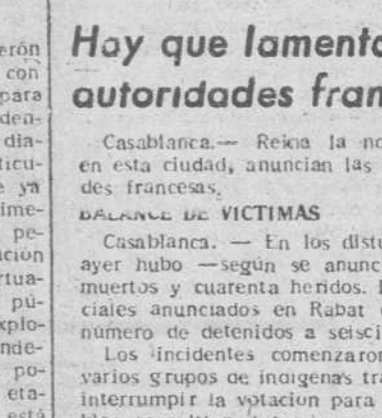 erón
con
para
den-
dia-
ticu-
e ya
ime-
pe-
ación
rtua-
pú-
xplo-
nde-
po-
eta-
está
Hay que lamenta
autoridades fran
Casablanca.— Reina la no
en esta ciudad, anuncian las
des francesas.
BALANCE DE VICTIMAS
Casablanca. — En los distu
ayer hubo —según se anunc
muertos y cuarenta heridos.
ciales anunciados en Rabat
número de detenidos a seisci
Los incidentes comenzaron
varios grupos de indígenas tra
interrumpir la votación para